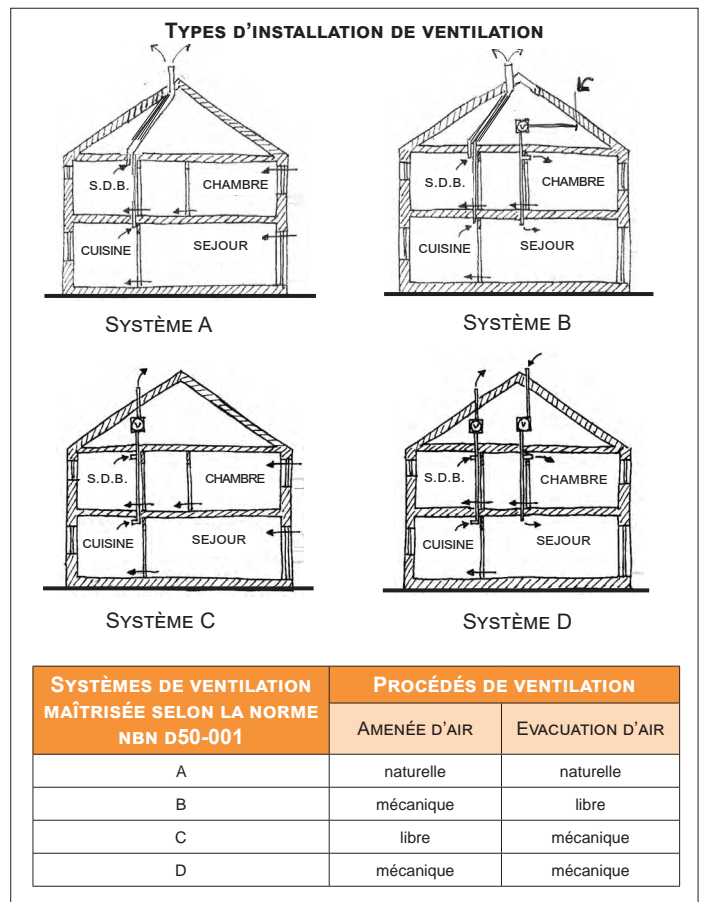 Types d'installation de ventilation
S.D.B.
CHAMBRE
CUISINE
SEJOUR
Système A
S.D.B.
CHAMBRE
CUISINE
SEJOUR
Système B
S.D.B.
CHAMBRE
CUISINE
SEJOUR
Système C
S.D.B.
CHAMBRE
CUISINE
SEJOUR
Système D
Systèmes de ventilation
maîtrisée selon la norme
nbn d50-001
Procédés de ventilation
Amenée d'air
Evacuation d'air
A
naturelle
naturelle
B
mécanique
libre
C
libre
mécanique
D
mécanique
mécanique